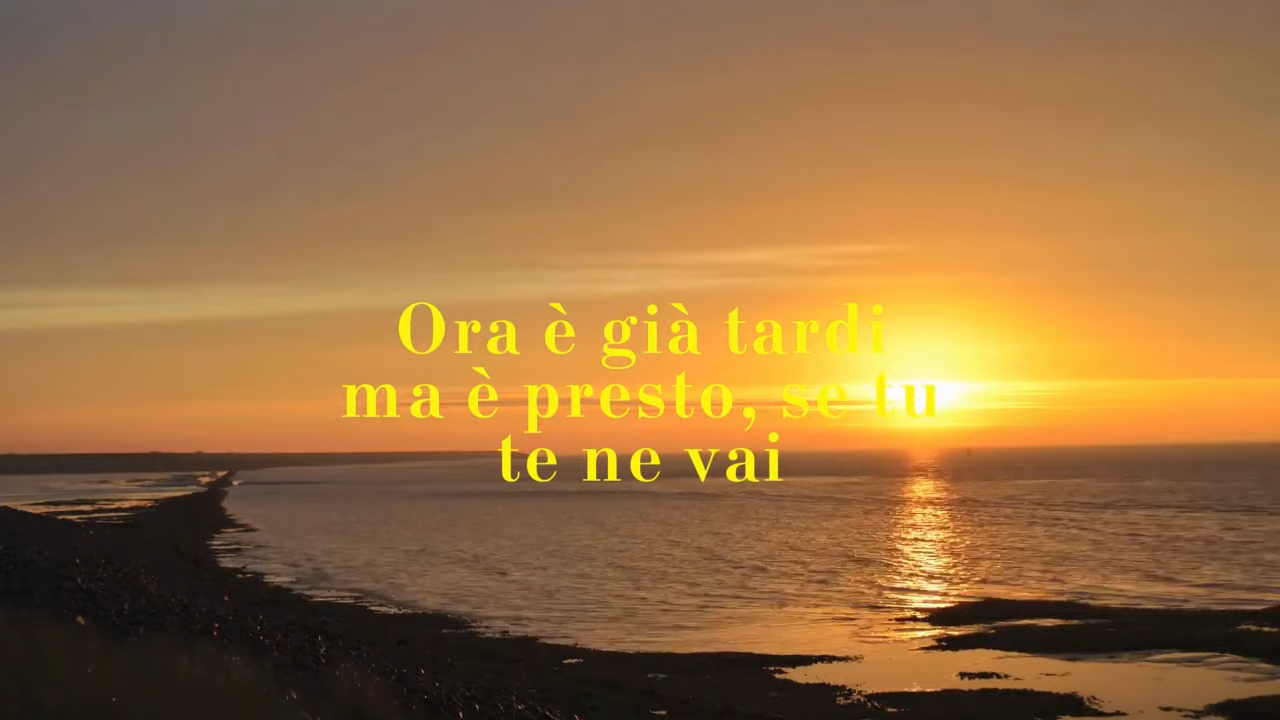 Ora è già tardi
ma è presto, se tu
te ne vai